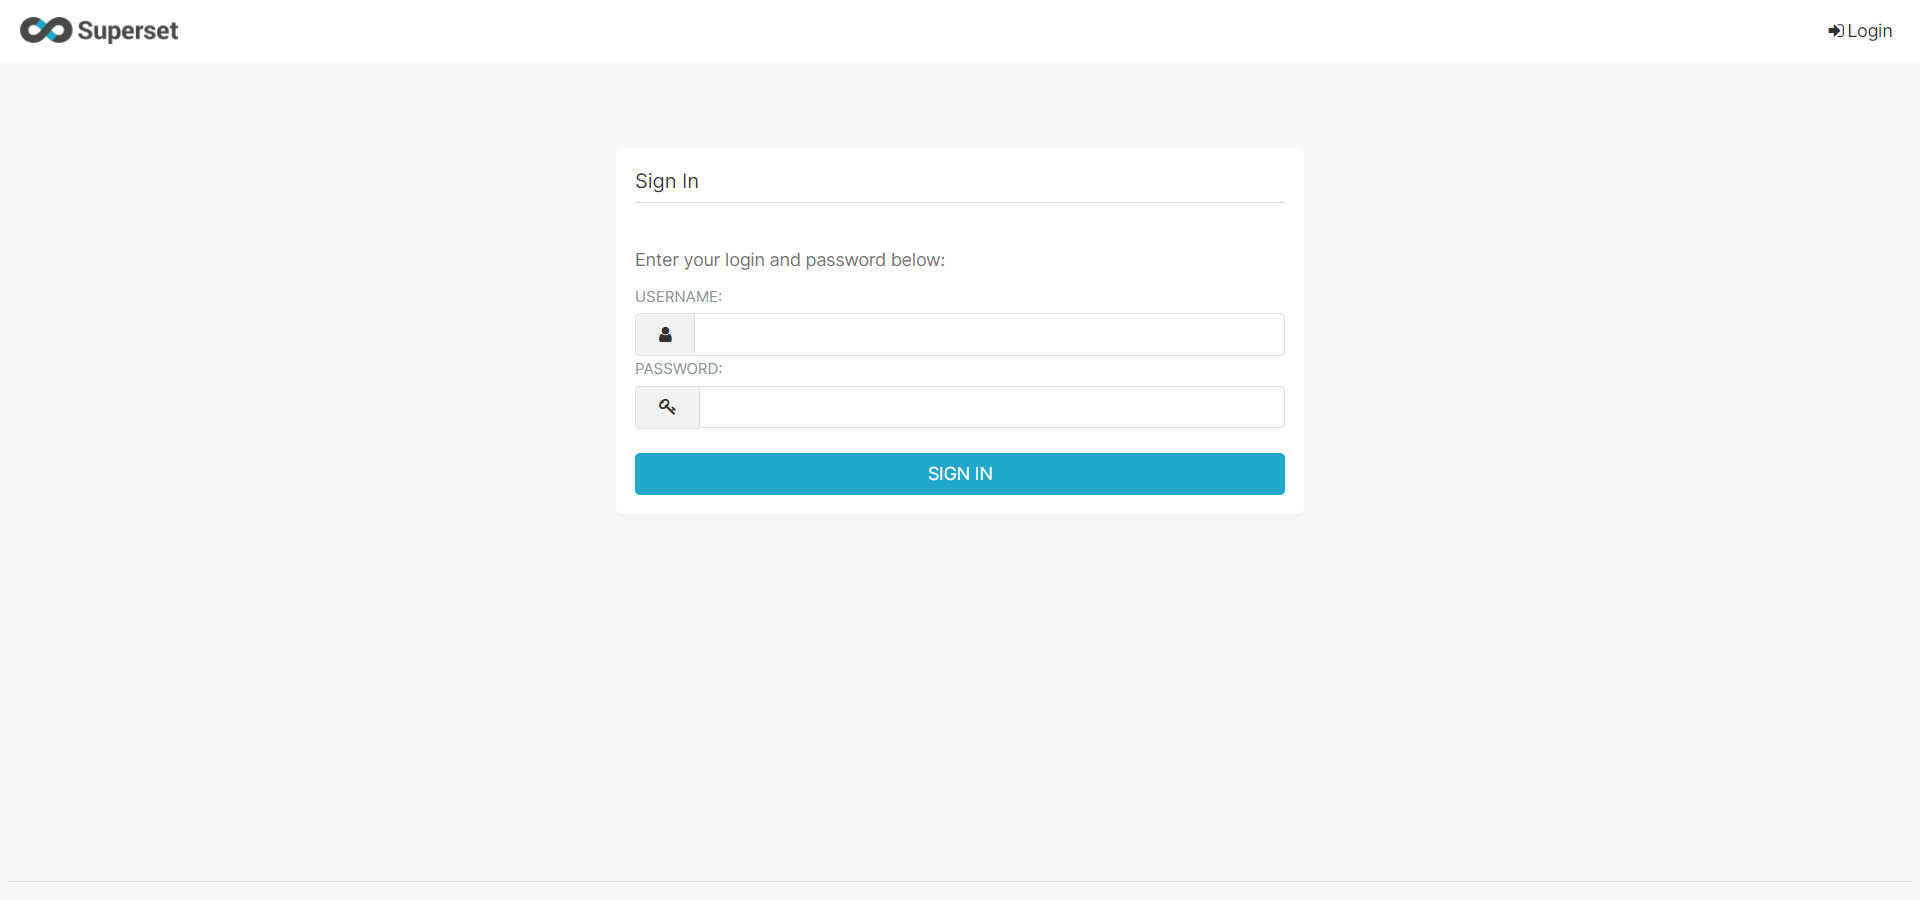 Superset
Login
Sign In
Enter your login and password below:
USERNAME:
PASSWORD:
SIGN IN